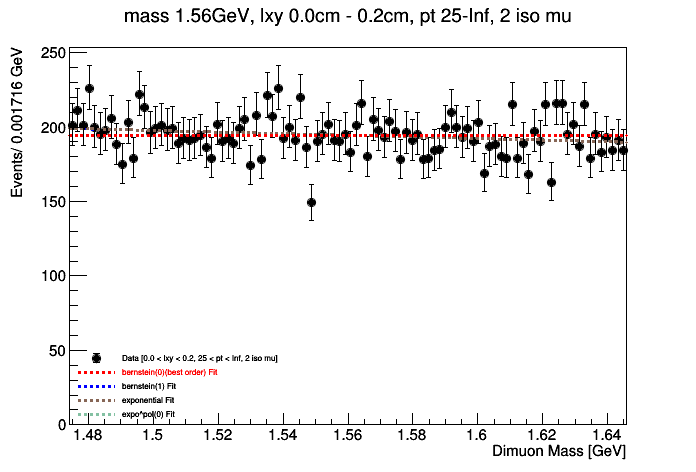 mass 1.56GeV, lxy 0.0cm - 0.2cm, pt 25-Inf, 2 iso mu
Events/ 0.001716 GeV
250
200
150
100
50
0
Data [0.0 < lxy < 0.2, 25 < pt < Inf, 2 iso mu]
bernstein(0)(best order) Fit
bernstein(1) Fit
exponential Fit
expo^pol(0) Fit
1.48 1.5 1.52 1.54 1.56 1.58 1.6 1.62 1.64
Dimuon Mass [GeV]